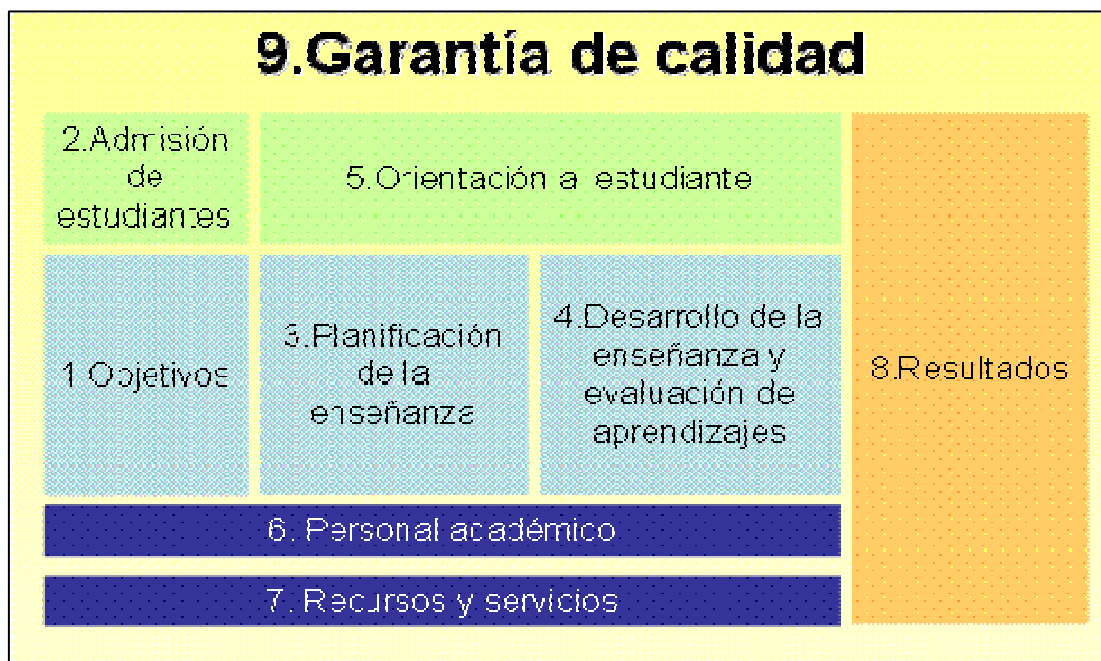 9.Garantía de calidad
2.Admisión
de
estudiantes
5.Orientación a estudiante
1 Objetivos
3.Planificación
de la
enseñanza
4.Desarrollo de la
enseñanza y
evaluación de
aprendizajes
8.Resultados
6. Personal académico
7. Recursos y servicios